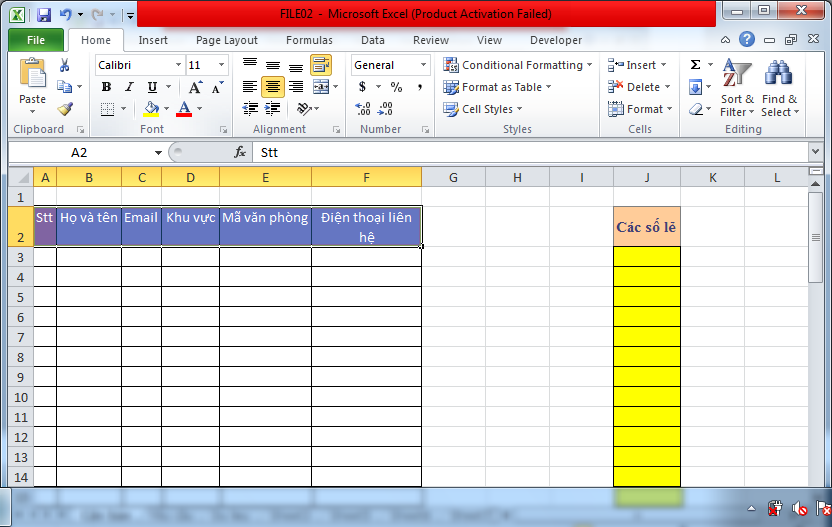 FILE02 - Microsoft Excel (Product Activation Failed)
File Home Insert Page Layout Formulas Data Review View Developer
Calibri 11 General Conditional Formatting Insert Σ
Paste B I U A A $ % , Format as Table Delete Sort & Filter Find & Select
A Cell Styles Format
Clipboard Font Alignment Number Styles Cells Editing
A2 fx Stt
A B C D E F G H I J K L
1
2 Stt Họ và tên Email Khu vực Mã văn phòng Điện thoại liên hệ Các số lẽ
3
4
5
6
7
8
9
10
11
12
13
14